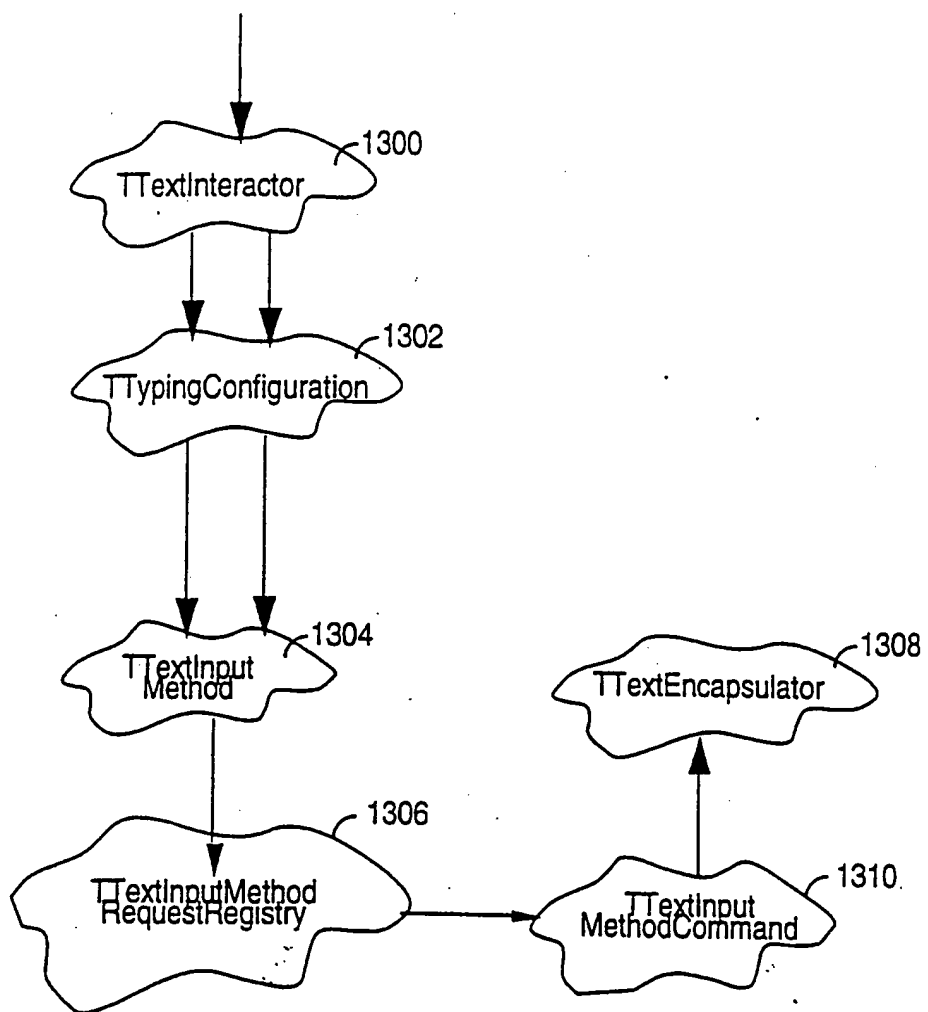 1300
TTextInteractor
1302
TTypingConfiguration
1304
TTextInput
Method
1308
TTextEncapsulator
1306
TTextInputMethod
RequestRegistry
1310
TTextInput
MethodCommand